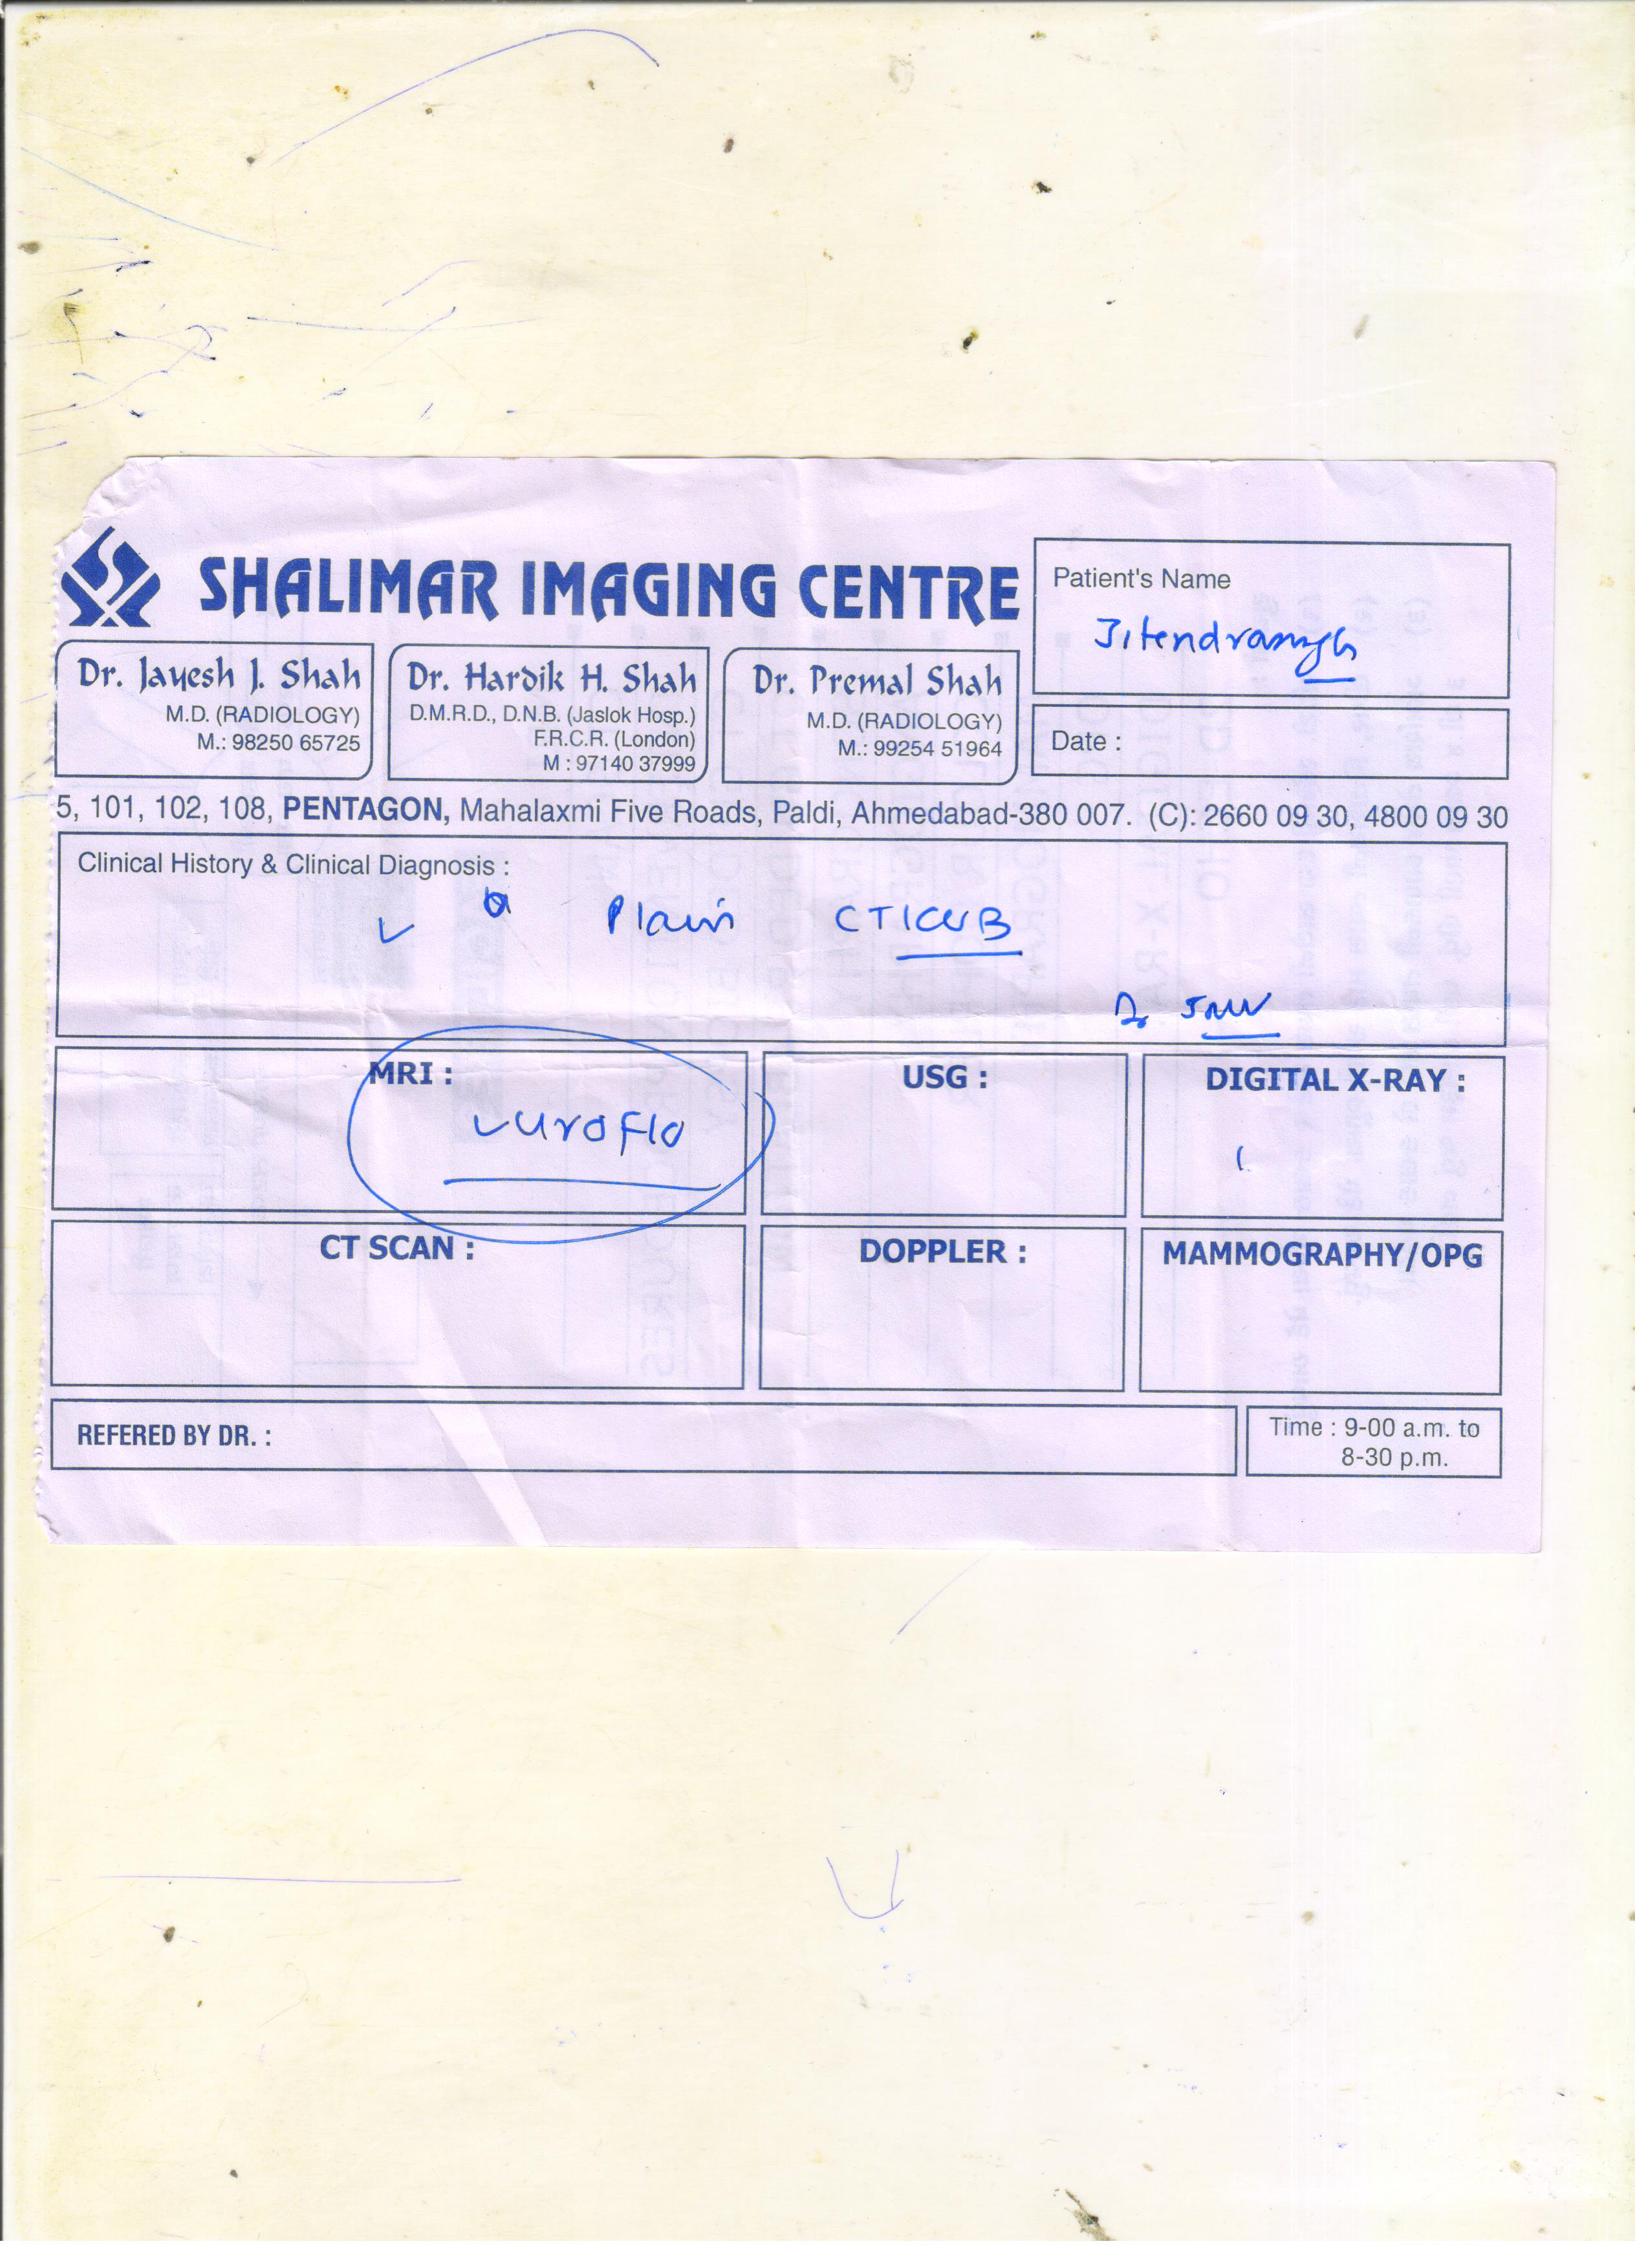 SHALIMAR IMAGING CENTRE
Patient's Name
Jitendrasingh
Dr. Jayesh J. Shah
M.D. (RADIOLOGY)
M.: 98250 65725
Dr. Hardik H. Shah
D.M.R.D., D.N.B. (Jaslok Hosp.)
F.R.C.R. (London)
M : 97140 37999
Dr. Premal Shah
M.D. (RADIOLOGY)
M.: 99254 51964
Date :
5, 101, 102, 108, PENTAGON, Mahalaxmi Five Roads, Paldi, Ahmedabad-380 007. (C): 2660 09 30, 4800 09 30
Clinical History & Clinical Diagnosis :
Plain CTKUB
MRI :
uroflo
USG :
DIGITAL X-RAY :
CT SCAN :
DOPPLER :
MAMMOGRAPHY/OPG
REFERED BY DR. :
Time : 9-00 a.m. to
8-30 p.m.